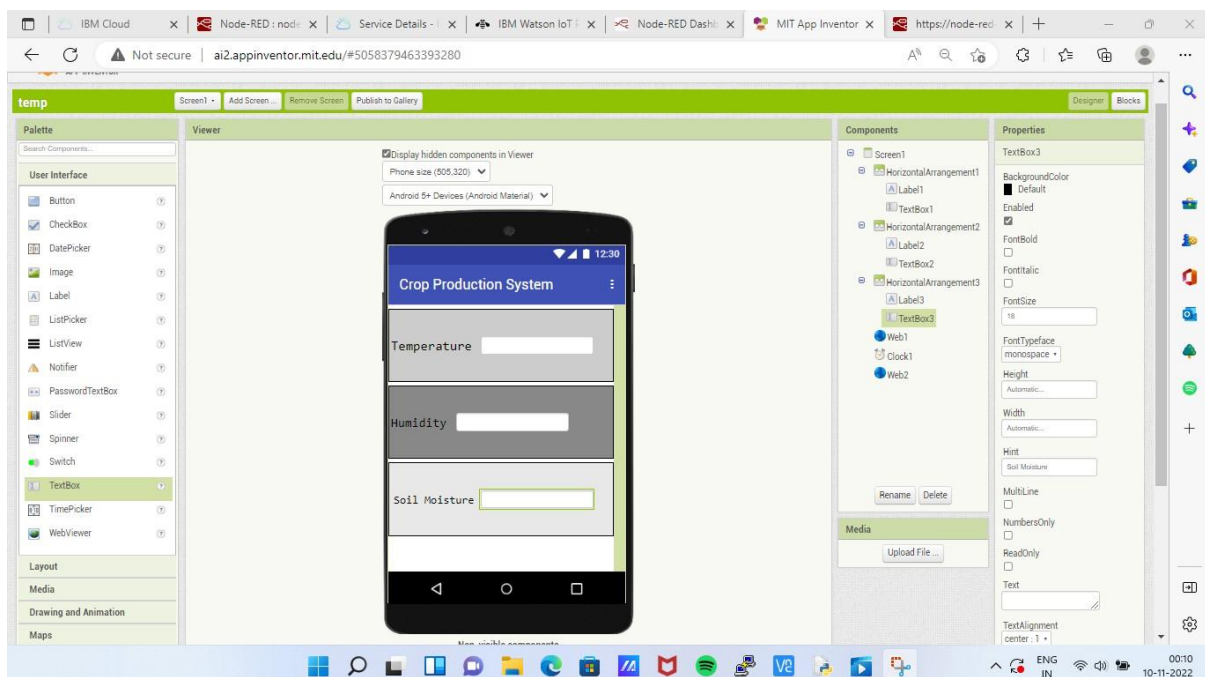 IBM Cloud
Node-RED : node
Service Details - I
IBM Watson IoT
Node-RED Dashb
MIT App Inventor
https://node-red
Not secure | ai2.appinventor.mit.edu/#5058379463393280
temp
Screen1
Add Screen ...
Remove Screen
Publish to Gallery
Designer
Blocks
Palette
Search Components...
User Interface
Button
CheckBox
DatePicker
Image
Label
ListPicker
ListView
Notifier
PasswordTextBox
Slider
Spinner
Switch
TextBox
TimePicker
WebViewer
Layout
Media
Drawing and Animation
Maps
Viewer
Display hidden components in Viewer
Phone size (505,320)
Android 5+ Devices (Android Material)
12:30
Crop Production System
Temperature
Humidity
Soil Moisture
Non-visible components
Components
Screen1
HorizontalArrangement1
Label1
TextBox1
HorizontalArrangement2
Label2
TextBox2
HorizontalArrangement3
Label3
TextBox3
Web1
Clock1
Web2
Rename
Delete
Media
Upload File ...
Properties
TextBox3
BackgroundColor
Default
Enabled
FontBold
FontItalic
FontSize
18
FontTypeface
monospace
Height
Automatic...
Width
Automatic...
Hint
Soil Moisture
MultiLine
NumbersOnly
ReadOnly
Text
TextAlignment
center : 1
ENG
IN
00:10
10-11-2022